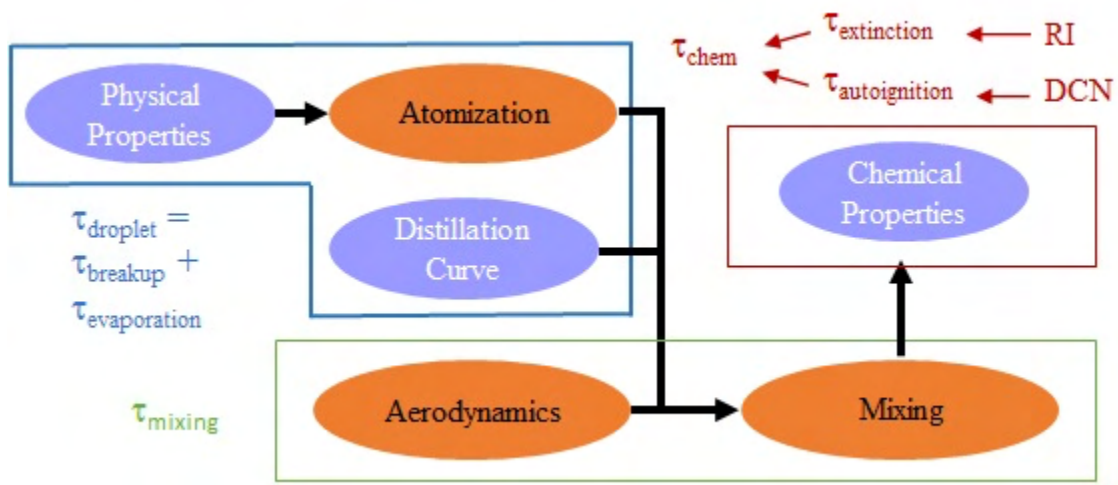 τchem
τextinction
RI
τautoignition
DCN
Physical
Properties
Atomization
Chemical
Properties
τdroplet =
τbreakup +
τevaporation
Distillation
Curve
τmixing
Aerodynamics
Mixing